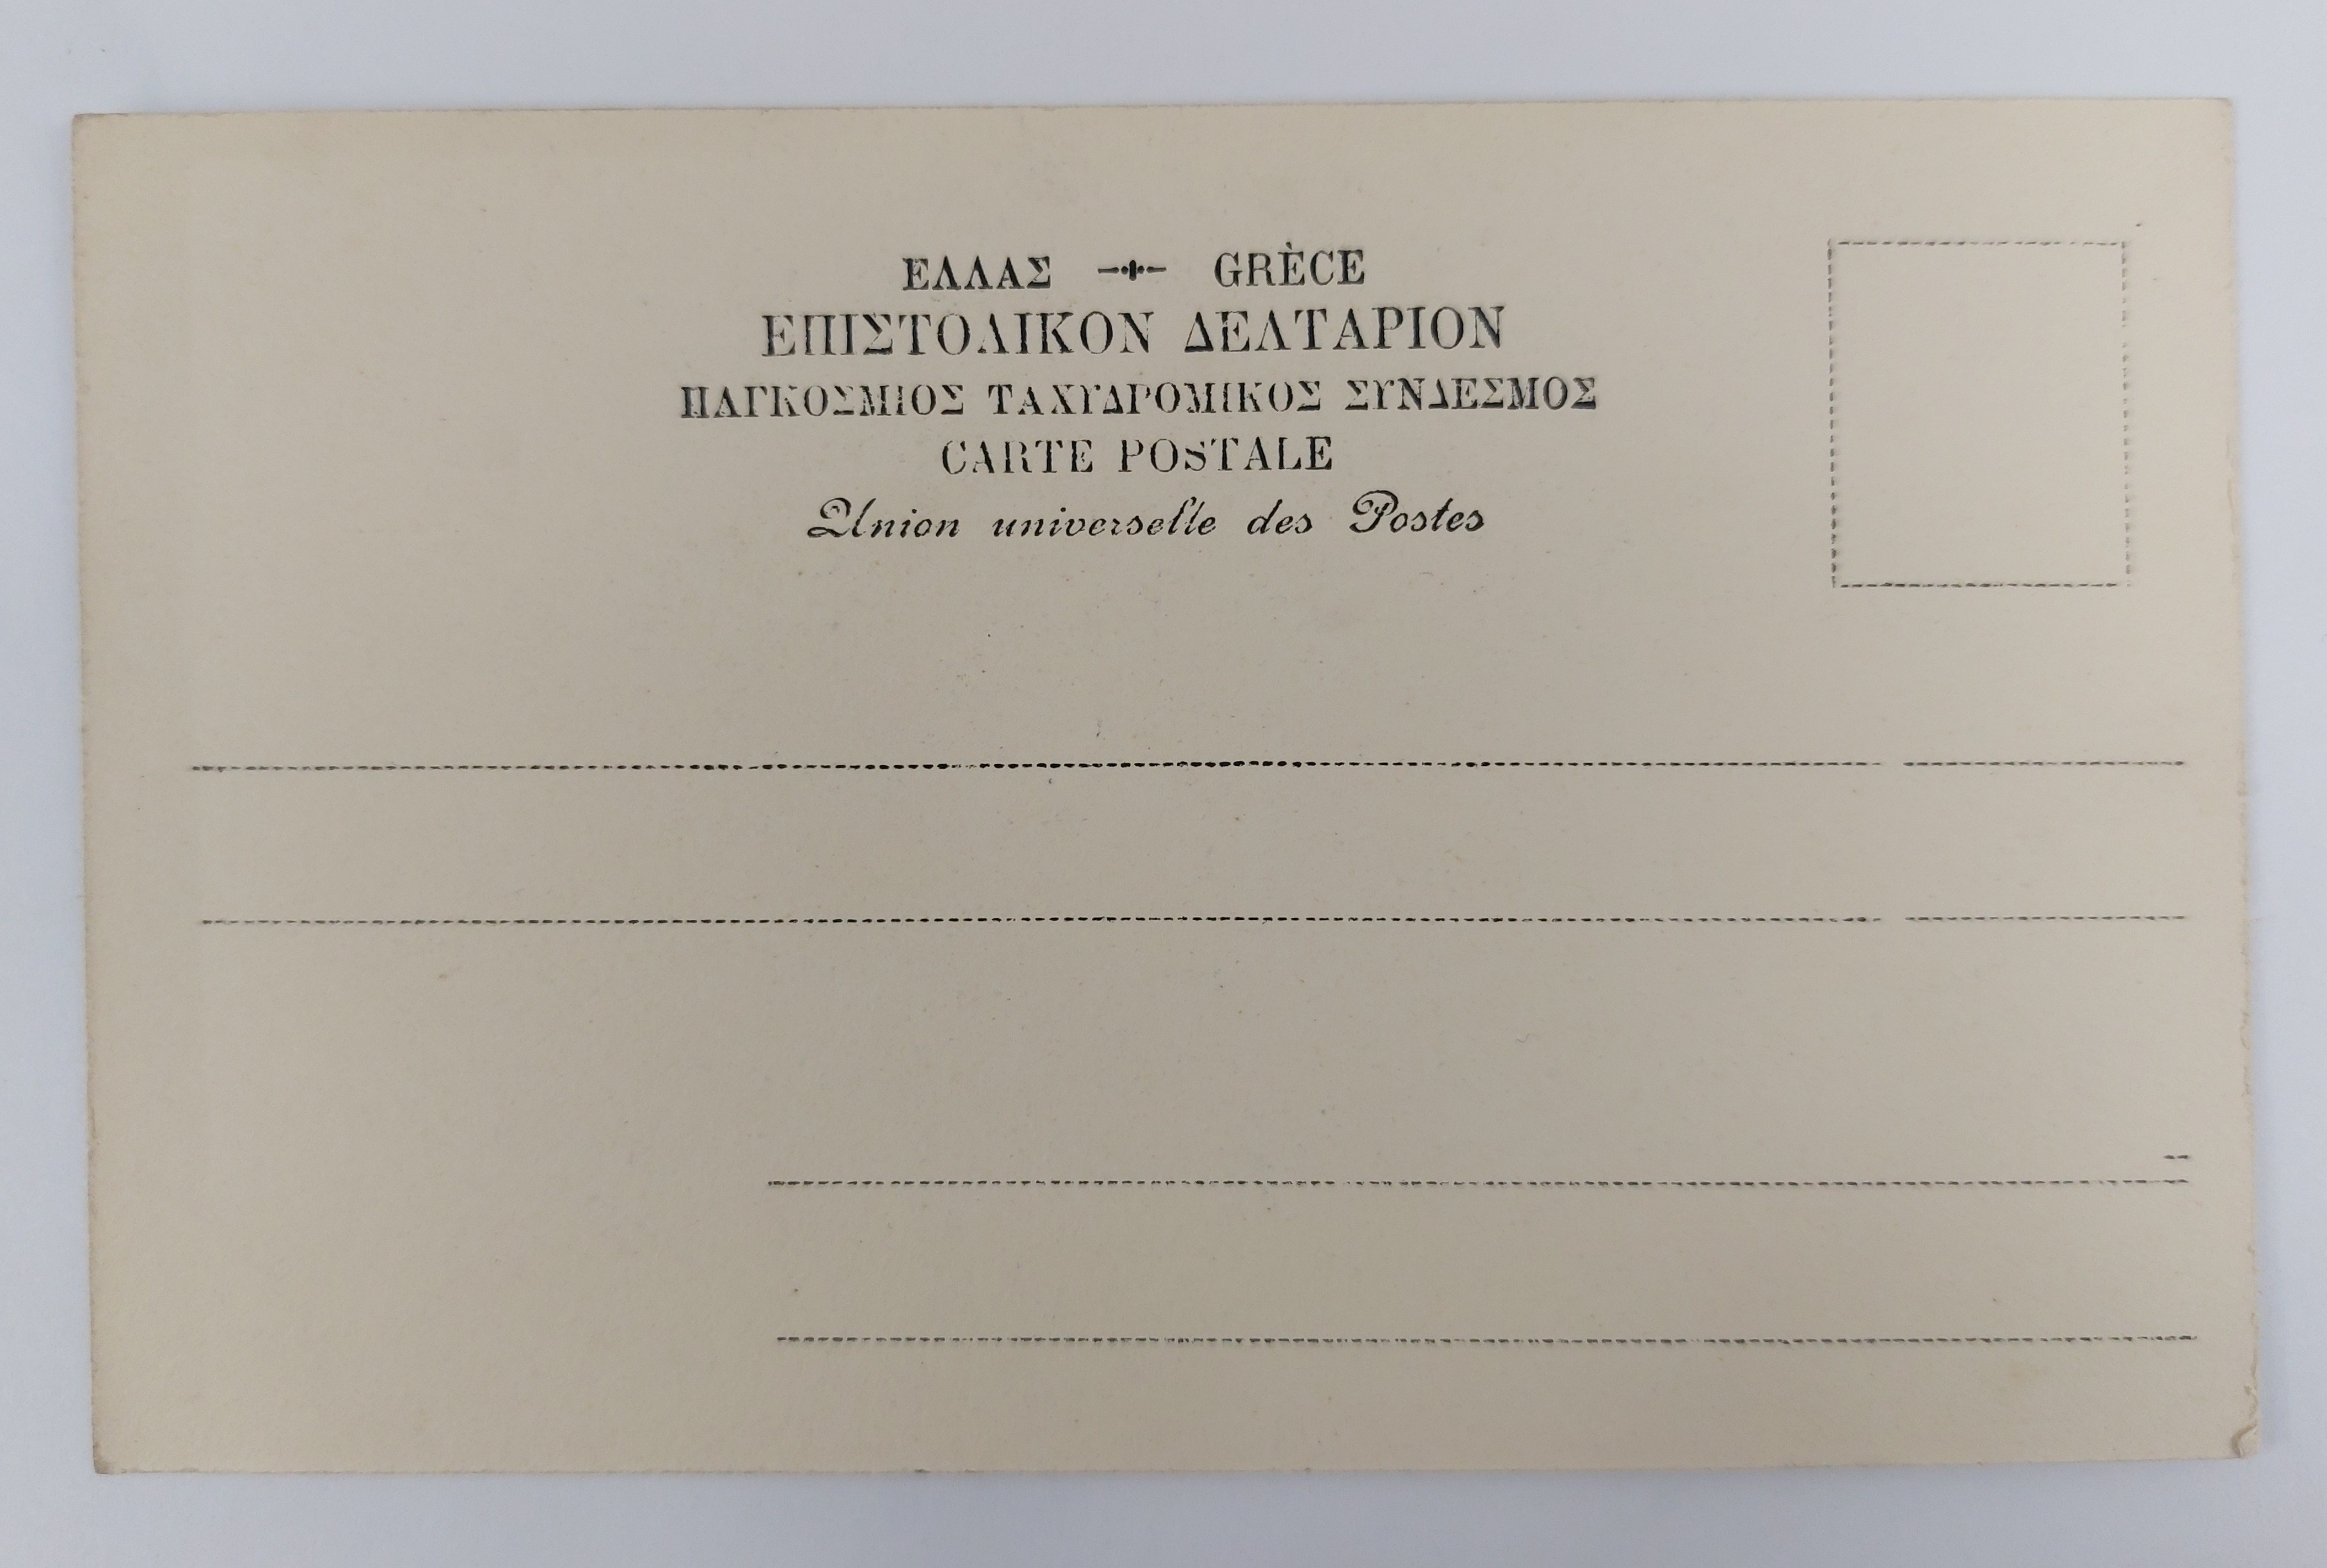 ΕΛΛΑΣ GRÈCE
ΕΠΙΣΤΟΛΙΚΟΝ ΔΕΛΤΑΡΙΟΝ
ΠΑΓΚΟΣΜΙΟΣ ΤΑΧΥΔΡΟΜΙΚΟΣ ΣΥΝΔΕΣΜΟΣ
CARTE POSTALE
Union universelle des Postes